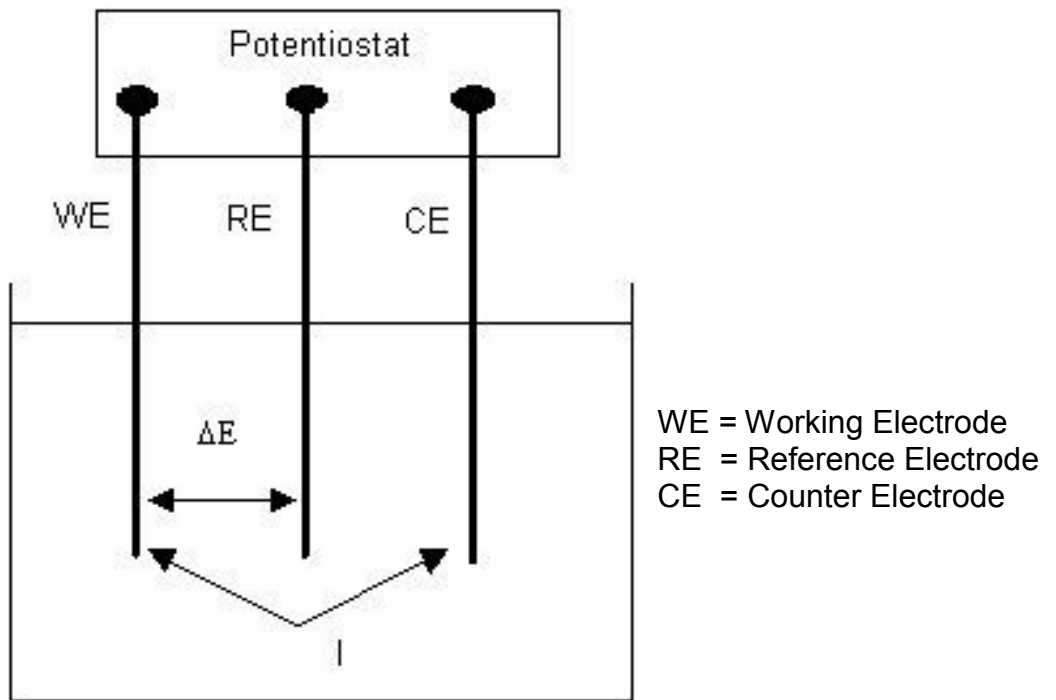 Potentiostat
WE
RE
CE
ΔE
I
WE = Working Electrode
RE = Reference Electrode
CE = Counter Electrode